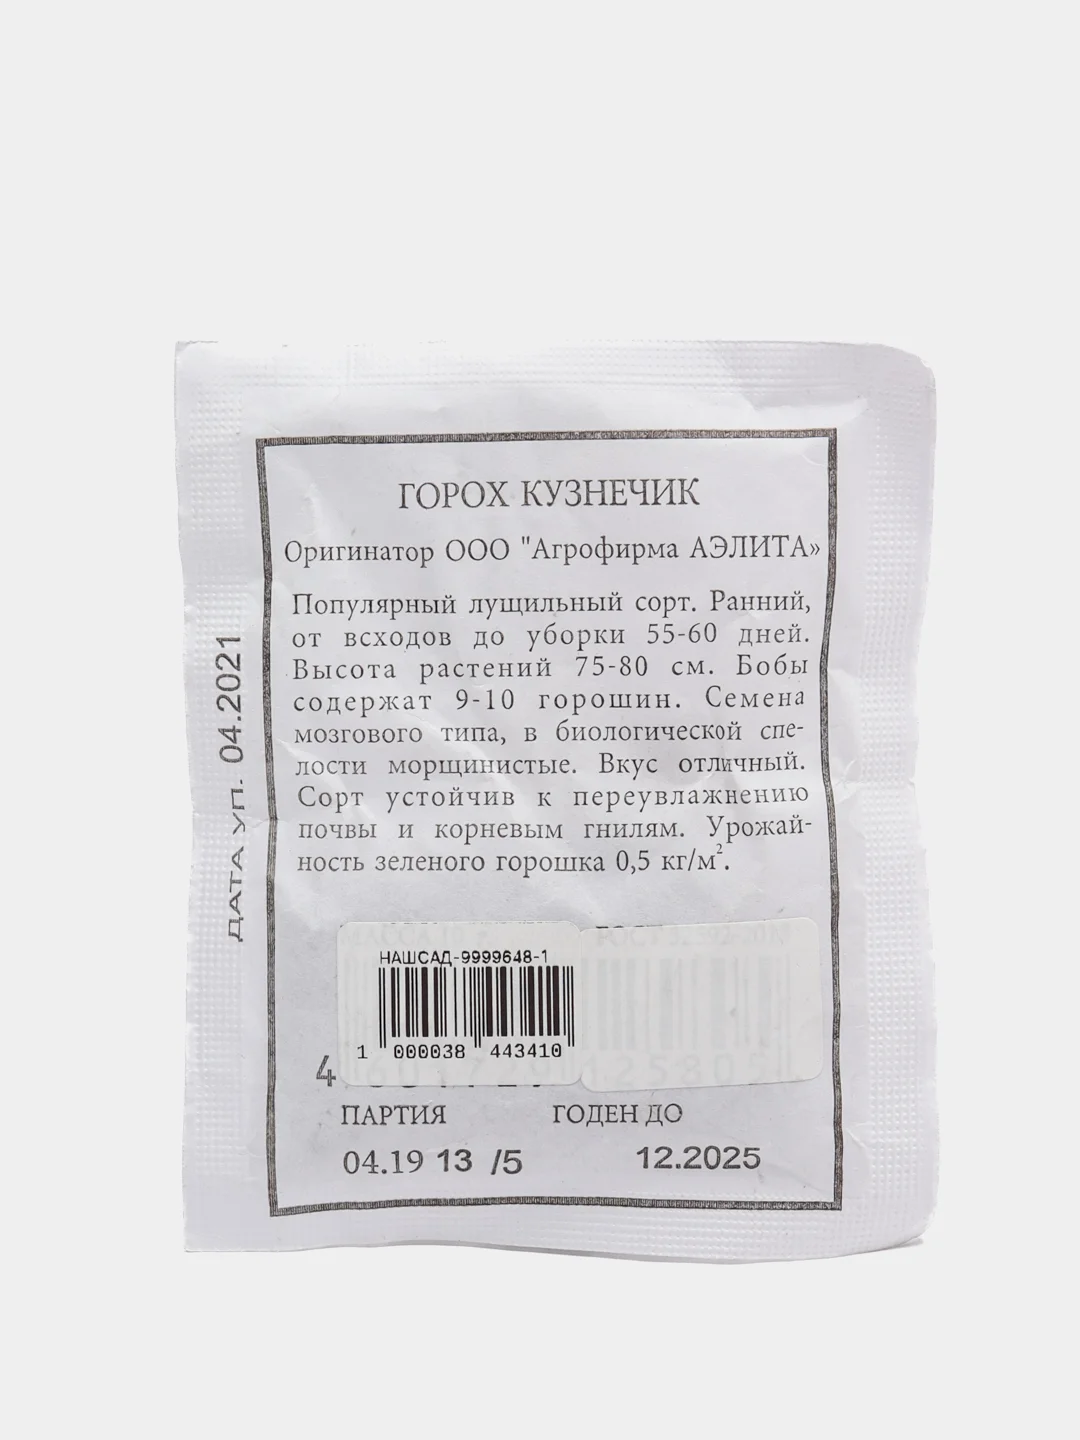 ГОРОХ КУЗНЕЧИК
Оригинатор ООО "Агрофирма АЭЛИТА»
Популярный лущильный сорт. Ранний,
от всходов до уборки 55-60 дней.
Высота растений 75-80 см. Бобы
содержат 9-10 горошин. Семена
мозгового типа, в биологической спе-
лости морщинистые. Вкус отличный.
Сорт устойчив к переувлажнению
почвы и корневым гнилям. Урожай-
ность зеленого горошка 0,5 кг/м².
ДАТА УП. 04.2021
НАШСАД-9999648-1
1 000038 443410
4
ПАРТИЯ ГОДЕН ДО
04.19 13 /5 12.2025